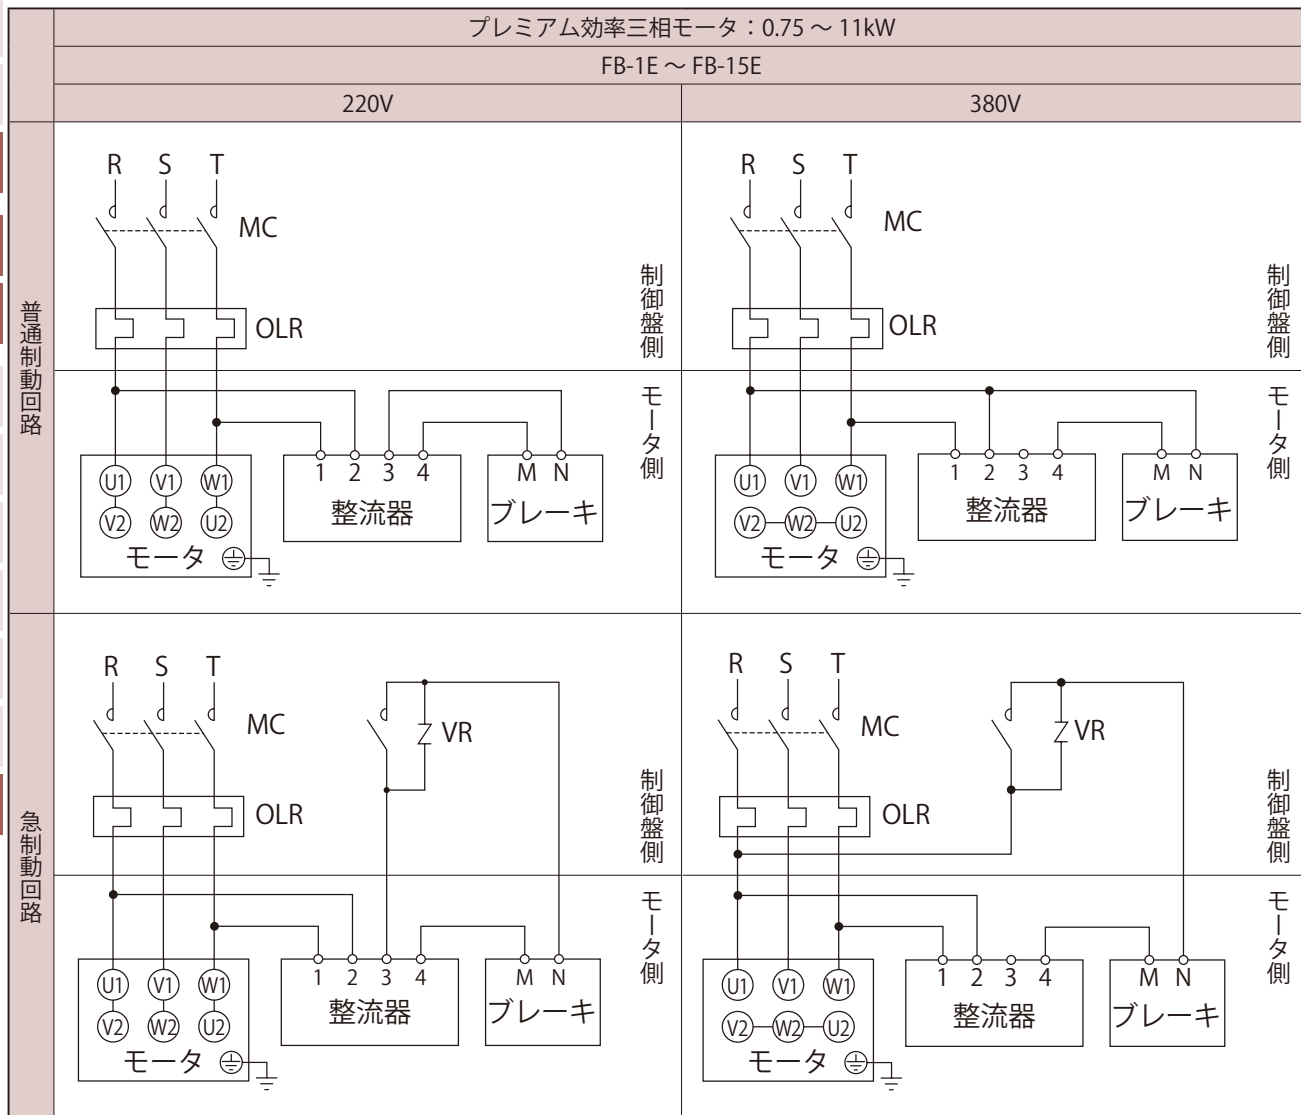 プレミアム効率三相モータ：0.75 ～ 11kW
FB-1E ～ FB-15E
220V
380V
普通制動回路
R S T
MC
OLR
制御盤側
モータ側
U1 V1 W1
V2 W2 U2
モータ
1 2 3 4
整流器
M N
ブレーキ
R S T
MC
OLR
制御盤側
モータ側
U1 V1 W1
V2 W2 U2
モータ
1 2 3 4
整流器
M N
ブレーキ
急制動回路
R S T
MC
VR
OLR
制御盤側
モータ側
U1 V1 W1
V2 W2 U2
モータ
1 2 3 4
整流器
M N
ブレーキ
R S T
MC
VR
OLR
制御盤側
モータ側
U1 V1 W1
V2 W2 U2
モータ
1 2 3 4
整流器
M N
ブレーキ